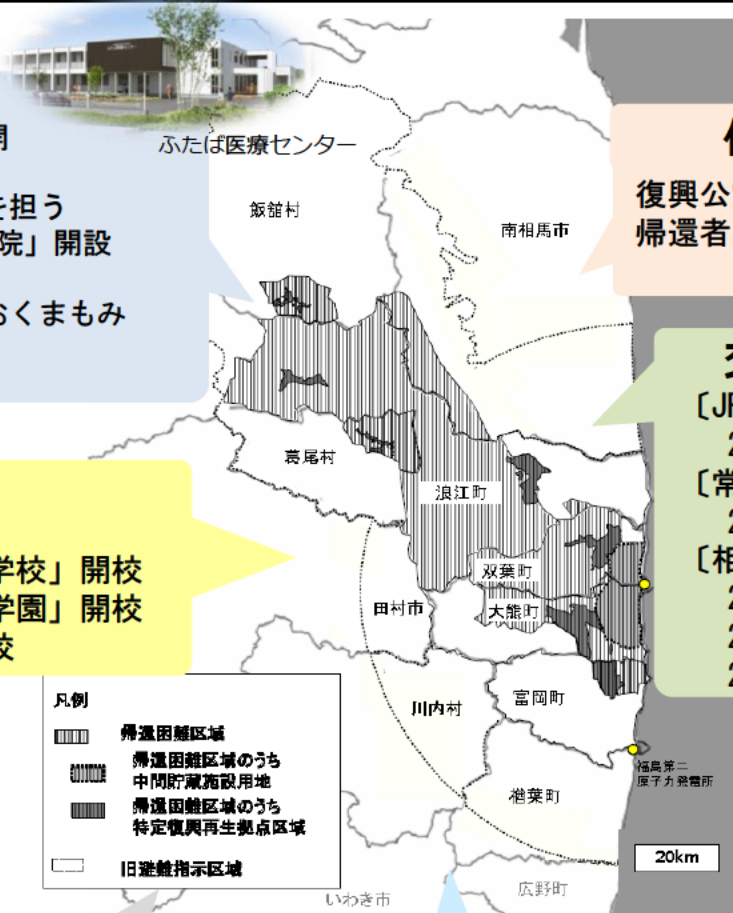 ふたば医療センター
開
を担う
院」開設
おくまもみ
学校」開校
学園」開校
校
復興公
帰還者
〔JR
2
〔常
2
〔相
2
2
2
飯舘村
南相馬市
葛尾村
浪江町
双葉町
大熊町
田村市
川内村
富岡町
楢葉町
福島第二
原子力発電所
広野町
いわき市
20km
凡例
帰還困難区域
帰還困難区域のうち
中間貯蔵施設用地
帰還困難区域のうち
特定復興再生拠点区域
旧避難指示区域